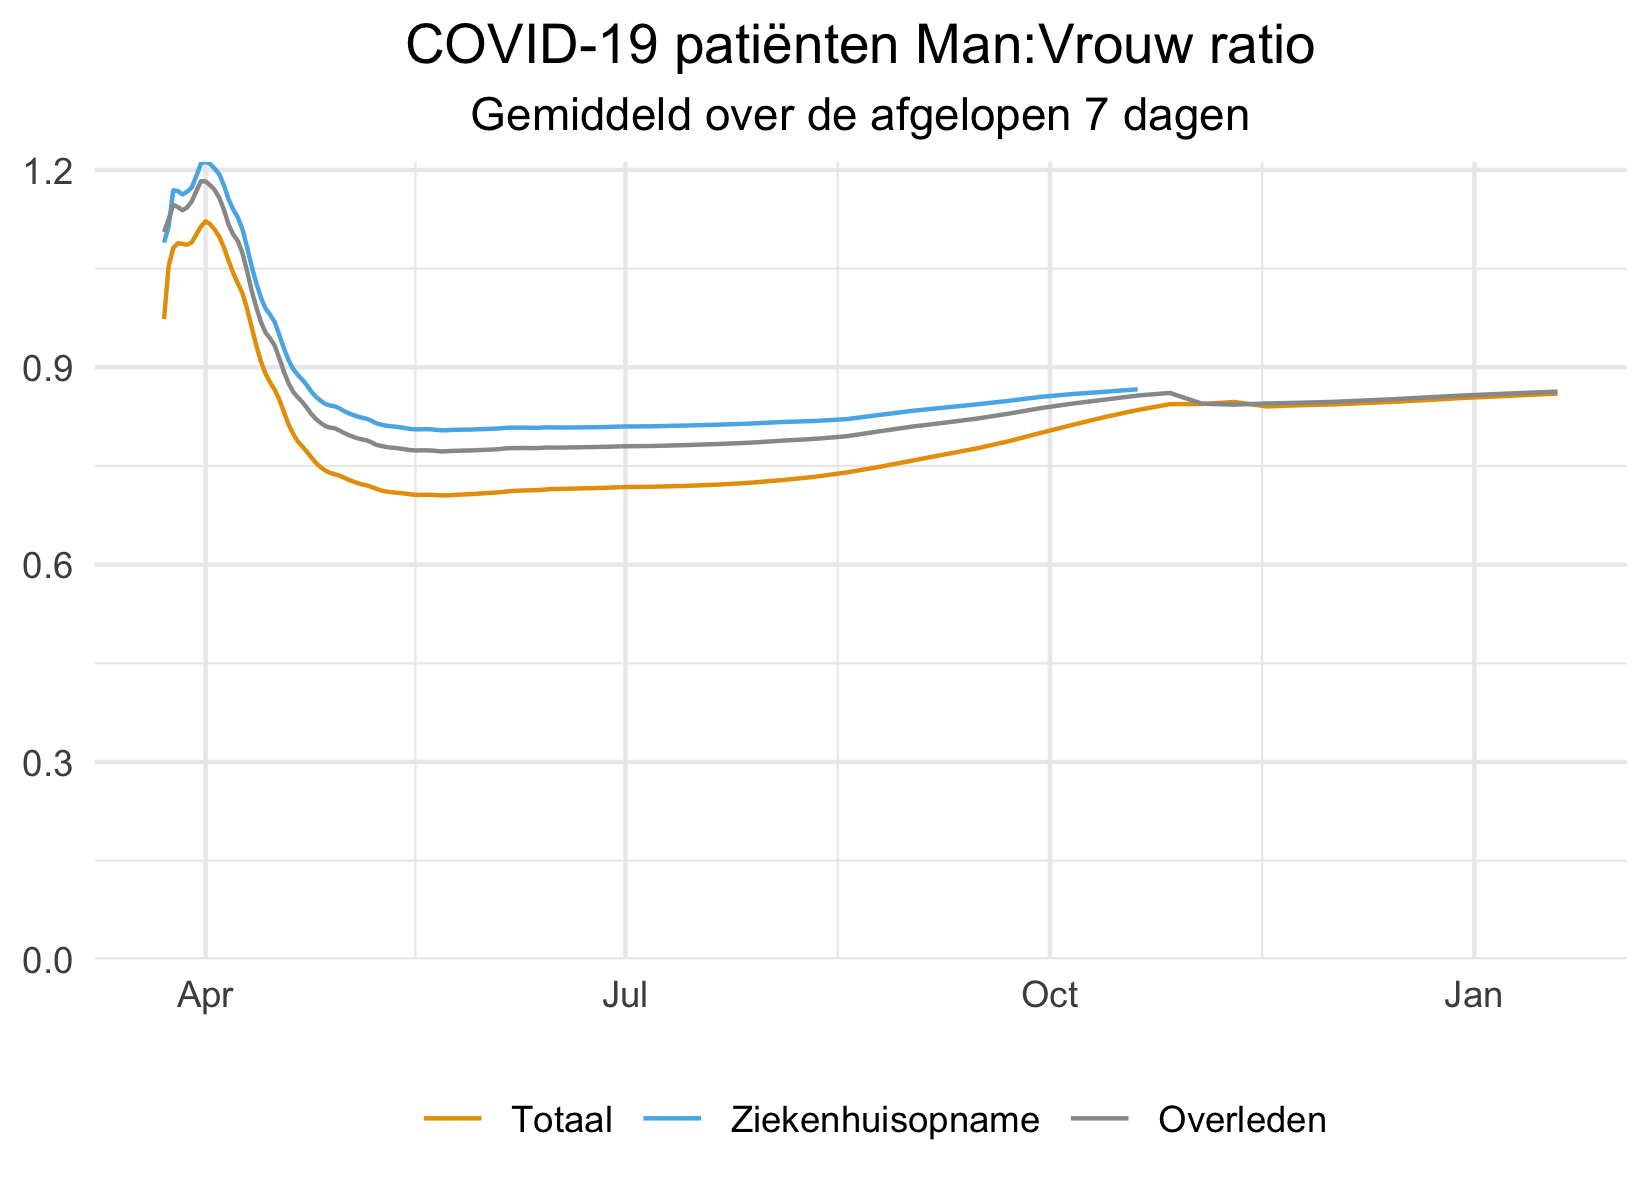 COVID-19 patiënten Man:Vrouw ratio
Gemiddeld over de afgelopen 7 dagen
1.2
0.9
0.6
0.3
0.0
Apr Jul Oct Jan
Totaal Ziekenhuisopname Overleden